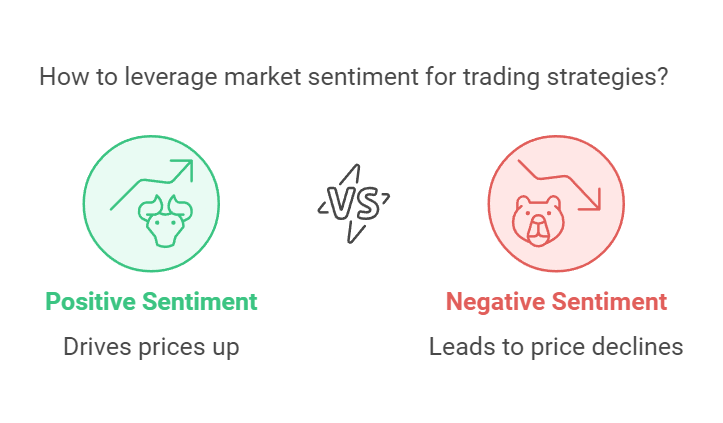 How to leverage market sentiment for trading strategies?
VS
Positive Sentiment
Negative Sentiment
Drives prices up
Leads to price declines